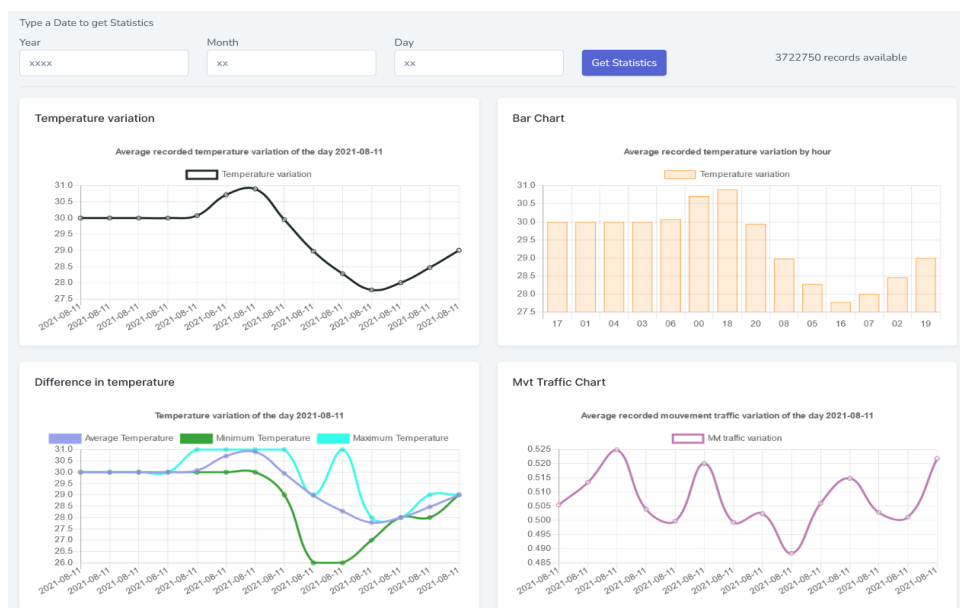 Type a Date to get Statistics
Year Month Day
xxxx xx xx Get Statistics 3722750 records available
Temperature variation
Average recorded temperature variation of the day 2021-08-11
Temperature variation
31.0
30.5
30.0
29.5
29.0
28.5
28.0
27.5
2021-08-11 2021-08-11 2021-08-11 2021-08-11 2021-08-11 2021-08-11 2021-08-11 2021-08-11 2021-08-11 2021-08-11 2021-08-11 2021-08-11 2021-08-11 2021-08-11
Bar Chart
Average recorded temperature variation by hour
Temperature variation
31.0
30.5
30.0
29.5
29.0
28.5
28.0
27.5
17 01 04 03 06 00 18 20 08 05 16 07 02 19
Difference in temperature
Temperature variation of the day 2021-08-11
Average Temperature Minimum Temperature Maximum Temperature
31.0
30.5
30.0
29.5
29.0
28.5
28.0
27.5
27.0
26.5
26.0
2021-08-11 2021-08-11 2021-08-11 2021-08-11 2021-08-11 2021-08-11 2021-08-11 2021-08-11 2021-08-11 2021-08-11 2021-08-11 2021-08-11 2021-08-11 2021-08-11
Mvt Traffic Chart
Average recorded mouvement traffic variation of the day 2021-08-11
Mvt traffic variation
0.525
0.520
0.515
0.510
0.505
0.500
0.495
0.490
0.485
2021-08-11 2021-08-11 2021-08-11 2021-08-11 2021-08-11 2021-08-11 2021-08-11 2021-08-11 2021-08-11 2021-08-11 2021-08-11 2021-08-11 2021-08-11 2021-08-11